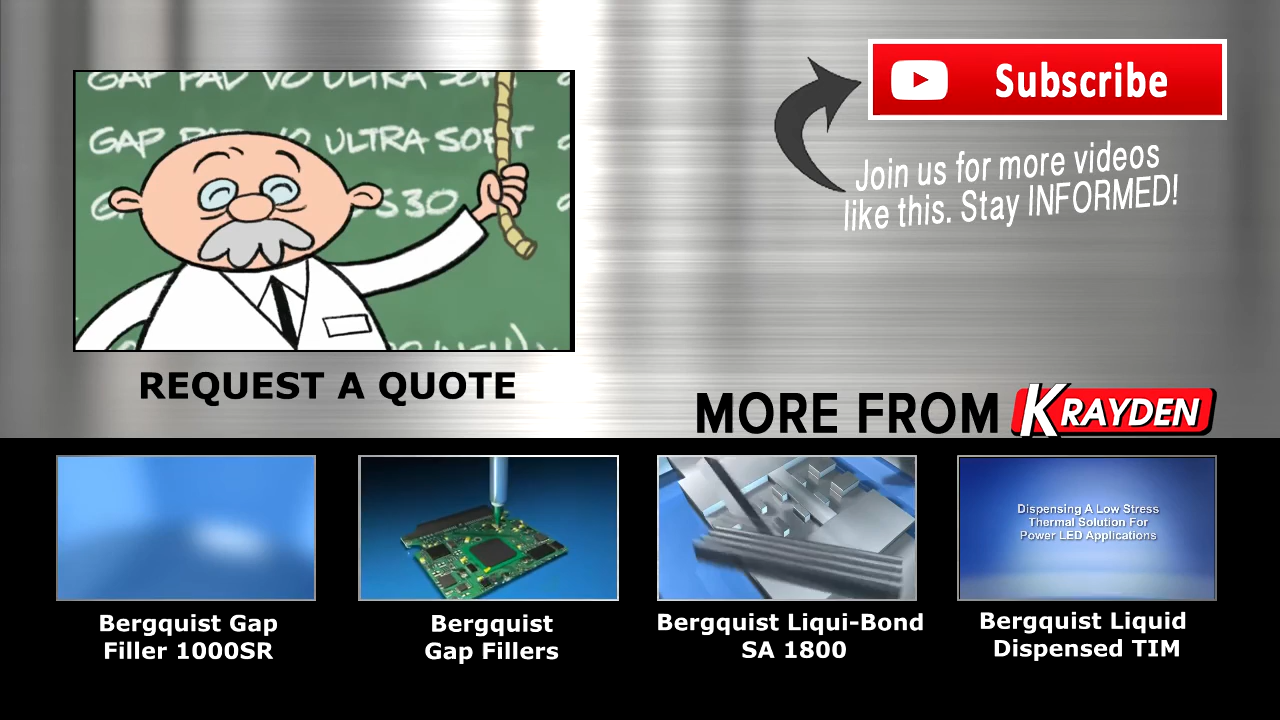 GAP PAD VO ULTRA SOF
GAP PAD VO ULTRA SOFT
S30
REQUEST A QUOTE
Subscribe
Join us for more videos
like this. Stay INFORMED!
MORE FROM KRAYDEN
Dispensing A Low Stress
Thermal Solution For
Power LED Applications
Bergquist Gap
Filler 1000SR
Bergquist
Gap Fillers
Bergquist Liqui-Bond
SA 1800
Bergquist Liquid
Dispensed TIM